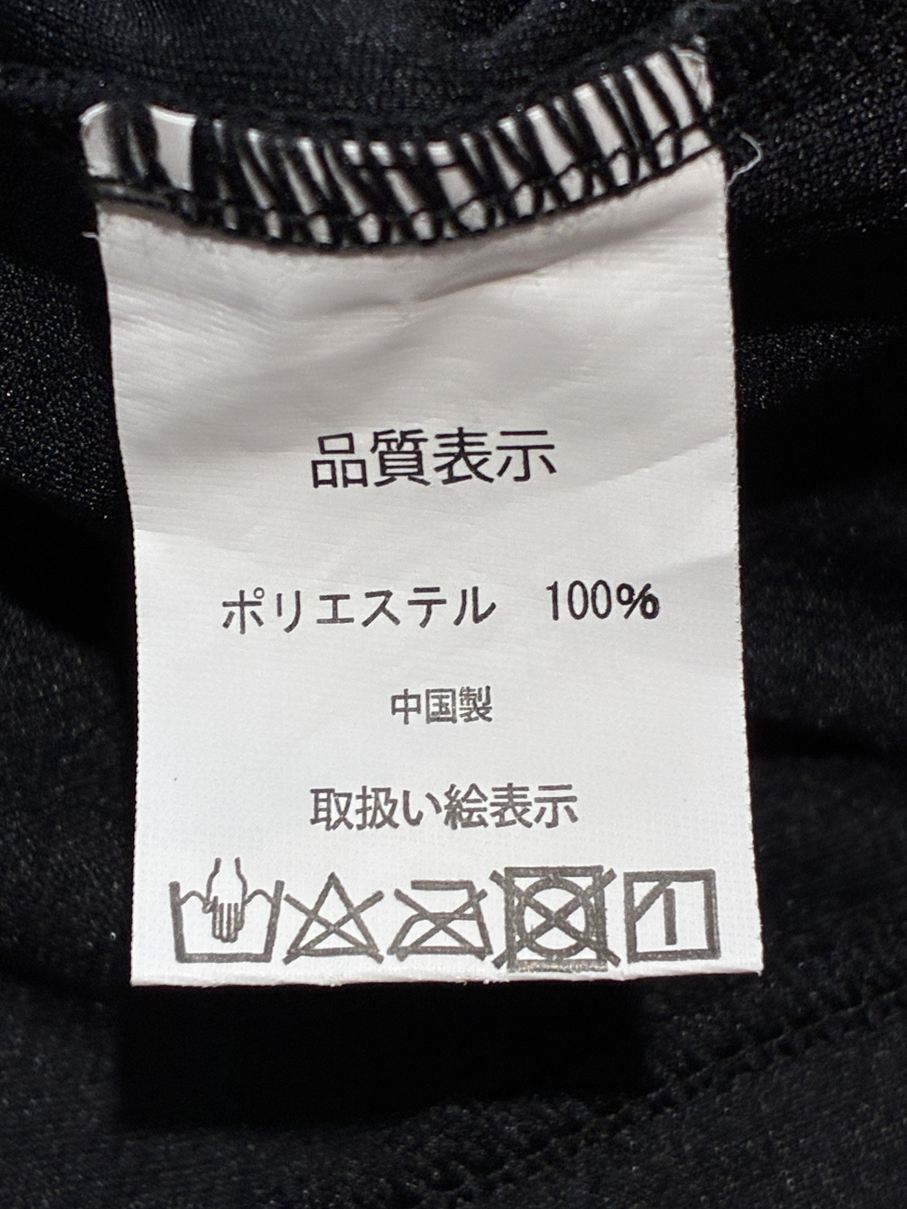 品質表示
ポリエステル 100%
中国製
取扱い絵表示